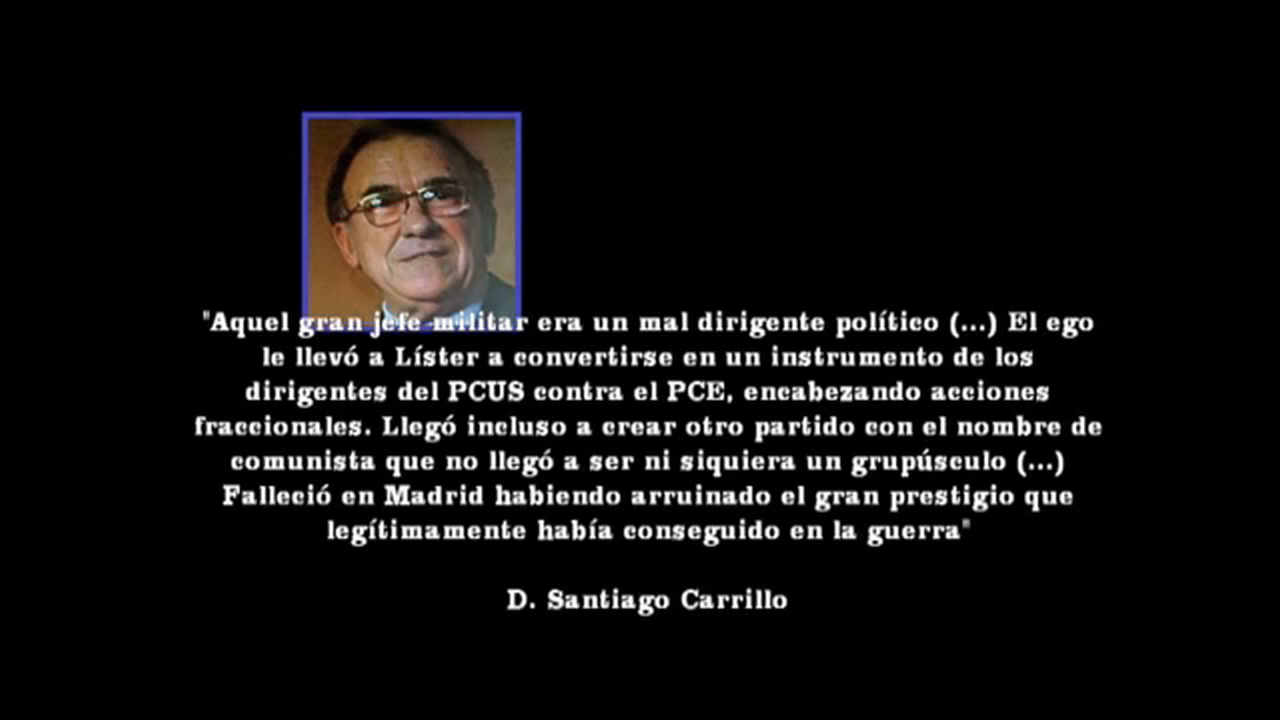 "Aquel gran jefe militar era un mal dirigente político (...) El ego
le llevó a Líster a convertirse en un instrumento de los
dirigentes del PCUS contra el PCE, encabezando acciones
fraccionales. Llegó incluso a crear otro partido con el nombre de
comunista que no llegó a ser ni siquiera un grupúsculo (...)
Falleció en Madrid habiendo arruinado el gran prestigio que
legítimamente había conseguido en la guerra"
D. Santiago Carrillo